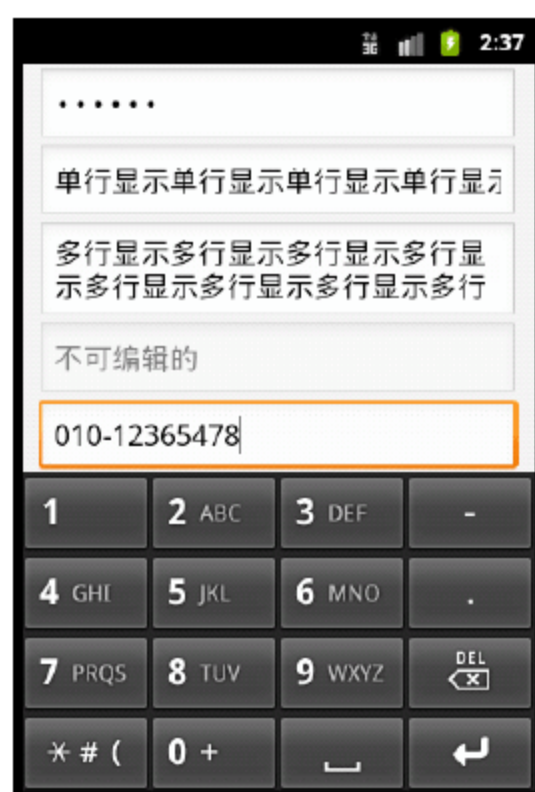 3G 2:37
••••••
单行显示单行显示单行显示单行显示
多行显示多行显示多行显示多行显
示多行显示多行显示多行显示多行
不可编辑的
010-12365478
1 2 ABC 3 DEF -
4 GHI 5 JKL 6 MNO .
7 PRQS 8 TUV 9 WXYZ DEL
* # ( 0 +